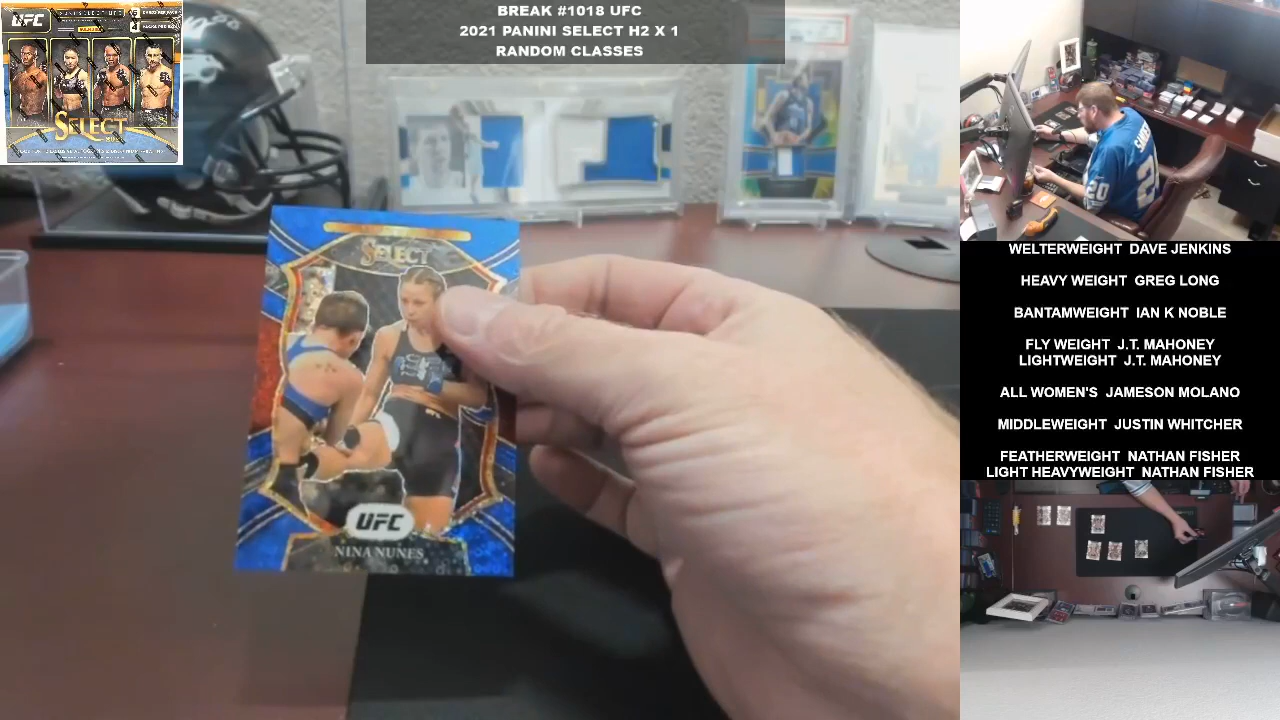 BREAK #1018 UFC
2021 PANINI SELECT H2 X 1
RANDOM CLASSES
UFC
SELECT
SELECT
UFC
NINA NUNES
20
WELTERWEIGHT DAVE JENKINS
HEAVY WEIGHT GREG LONG
BANTAMWEIGHT IAN K NOBLE
FLY WEIGHT J.T. MAHONEY
LIGHTWEIGHT J.T. MAHONEY
ALL WOMEN'S JAMESON MOLANO
MIDDLEWEIGHT JUSTIN WHITCHER
FEATHERWEIGHT NATHAN FISHER
LIGHT HEAVYWEIGHT NATHAN FISHER